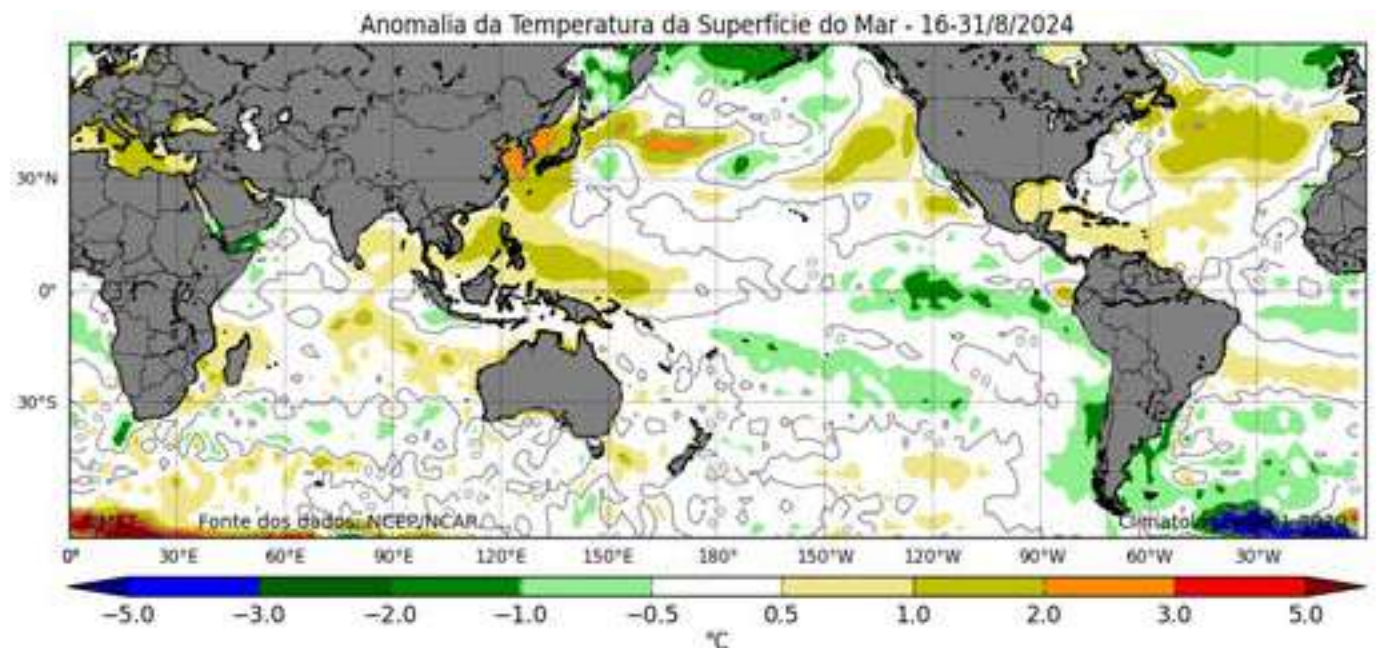 Anomalia da Temperatura da Superfície do Mar - 16-31/8/2024
30°N
0°
30°S
Fonte dos dados: NCEP/NCAR
0° 30°E 60°E 90°E 120°E 150°E 180° 150°W 120°W 90°W 60°W 30°W
−5.0 −3.0 −2.0 −1.0 −0.5 0.5 1.0 2.0 3.0 5.0
°C